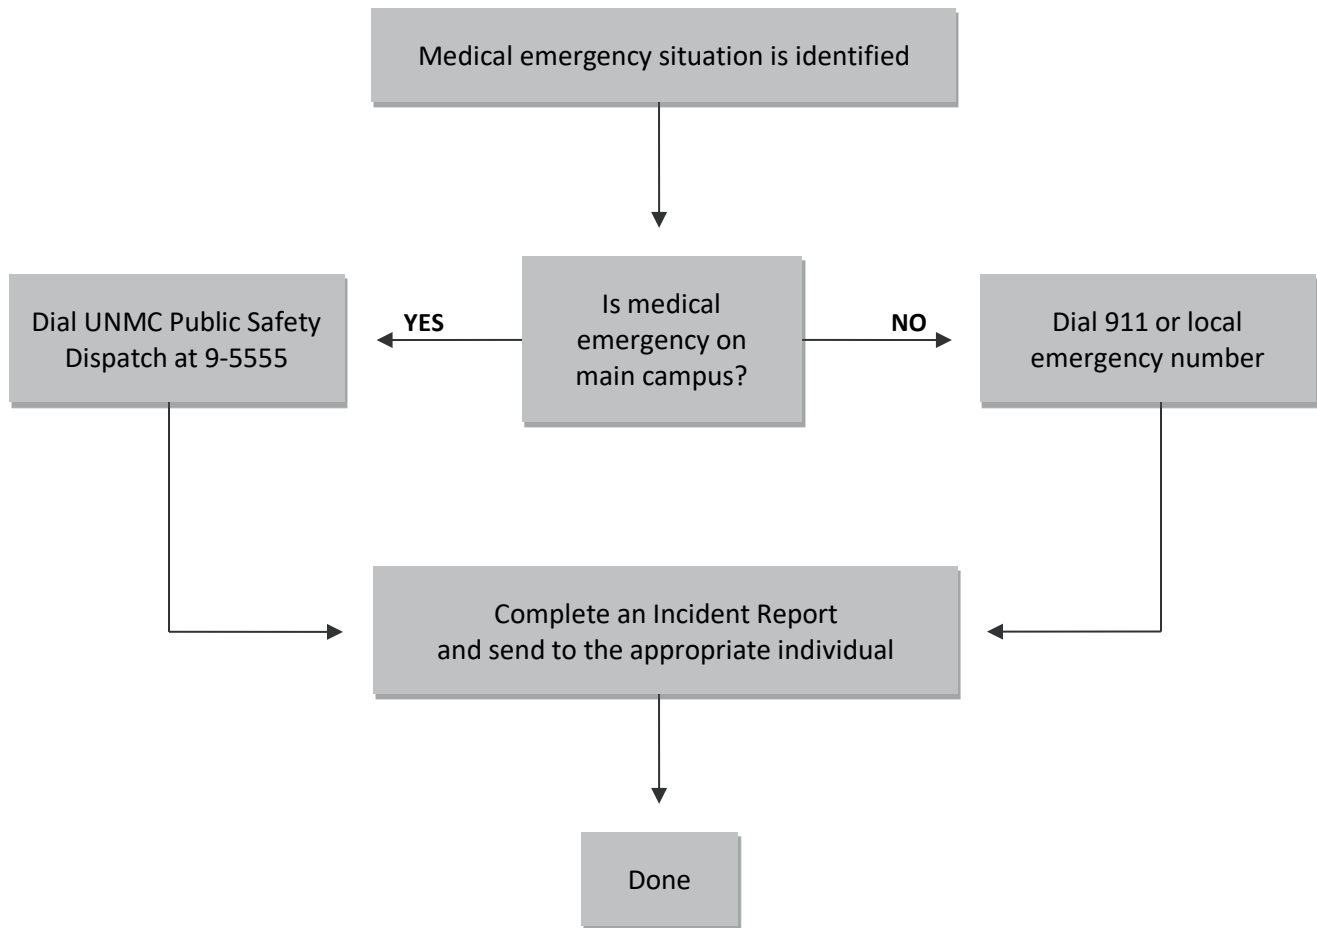 Medical emergency situation is identified
Dial UNMC Public Safety
Dispatch at 9-5555
YES
Is medical
emergency on
main campus?
NO
Dial 911 or local
emergency number
Complete an Incident Report
and send to the appropriate individual
Done